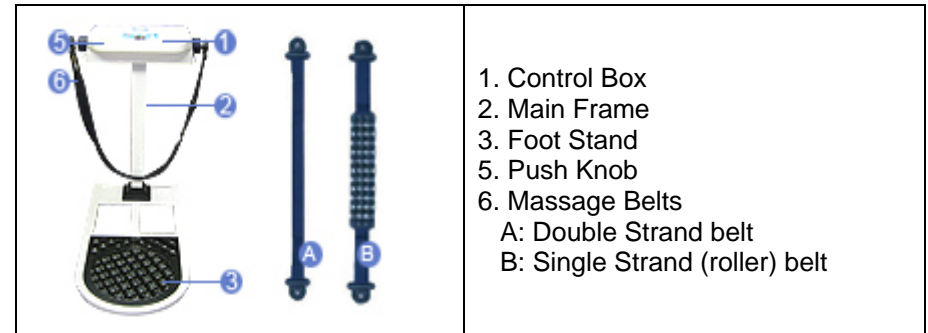 5
1
6
2
A
B
3
1. Control Box
2. Main Frame
3. Foot Stand
5. Push Knob
6. Massage Belts
A: Double Strand belt
B: Single Strand (roller) belt